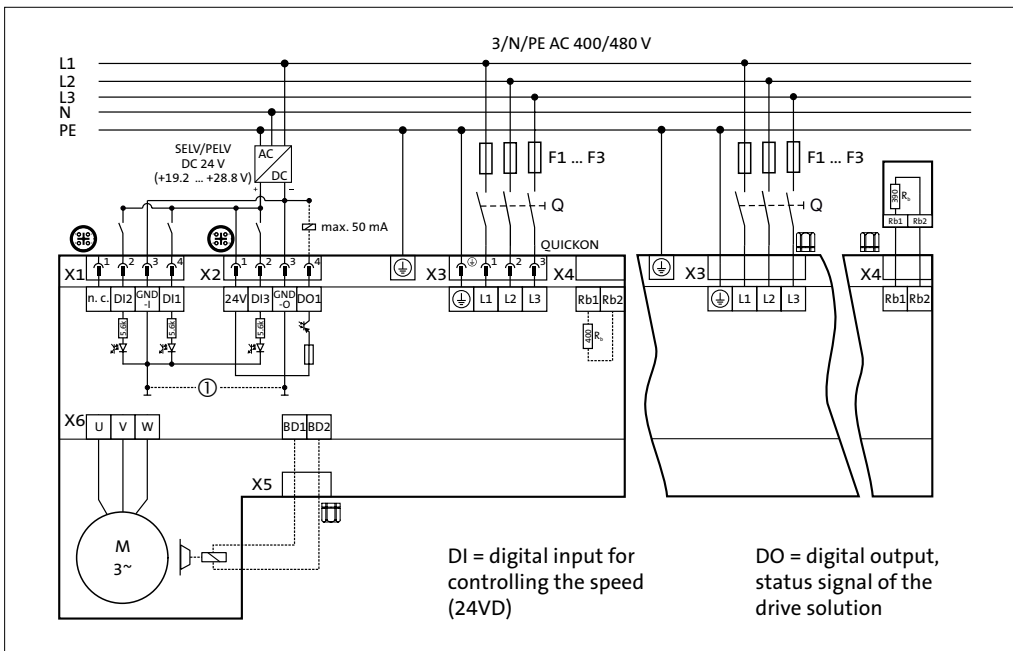 3/N/PE AC 400/480 V
L1
L2
L3
N
PE
SELV/PELV
DC 24 V
(+19.2 ... +28.8 V)
AC
DC
+ –
max. 50 mA
F1 ... F3
Q
QUICKON
F1 ... F3
Q
390
Rb
Rb1 Rb2
X1 1 2 3 4
X2 1 2 3 4
X3 1 2 3
X4
X3
X4
n. c. DI2 GND-I DI1
24V DI3 GND-O DO1
L1 L2 L3
Rb1 Rb2
L1 L2 L3
Rb1 Rb2
5.6k 5.6k 5.6k
400
Rb
1
X6 U V W
BD1 BD2
X5
M
3~
DI = digital input for
controlling the speed
(24VD)
DO = digital output,
status signal of the
drive solution